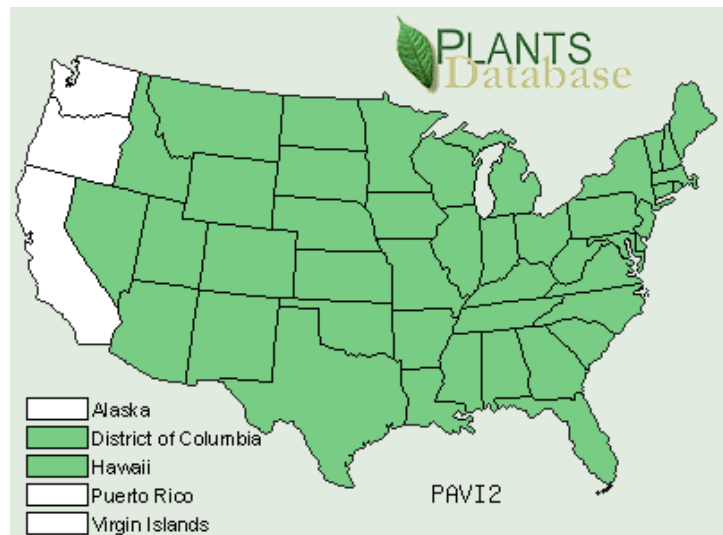 PLANTS
Database
Alaska
District of Columbia
Hawaii
Puerto Rico
Virgin Islands
PAVI2